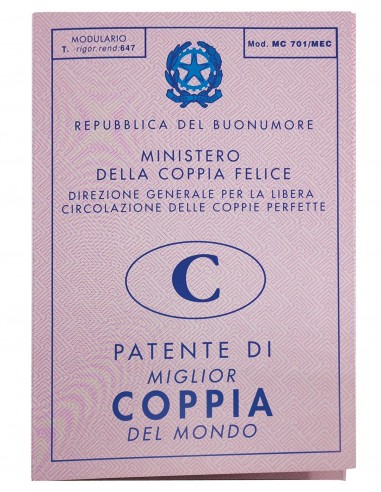 MODULARIO
T. -rigor.rend:647
Mod. MC 701/MEC
REPUBBLICA DEL BUONUMORE
MINISTERO
DELLA COPPIA FELICE
DIREZIONE GENERALE PER LA LIBERA
CIRCOLAZIONE DELLE COPPIE PERFETTE
C
PATENTE DI
MIGLIOR
COPPIA
DEL MONDO